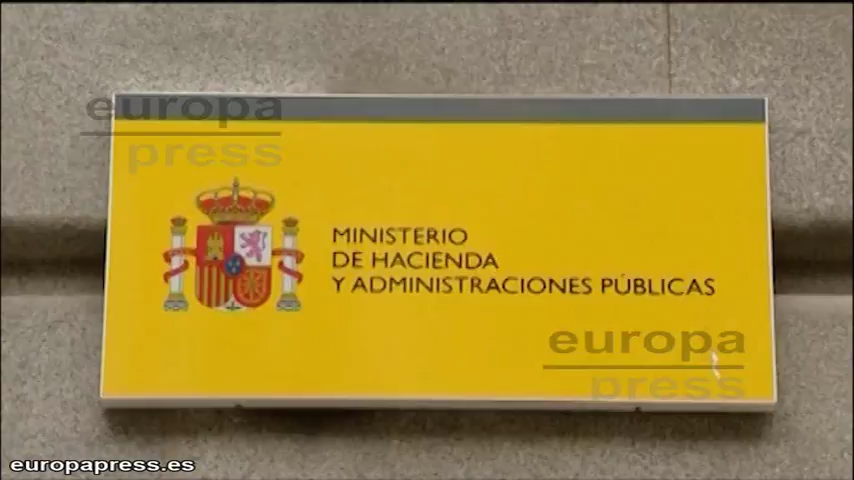 europa
press
MINISTERIO
DE HACIENDA
Y ADMINISTRACIONES PÚBLICAS
europa
press
europapress.es